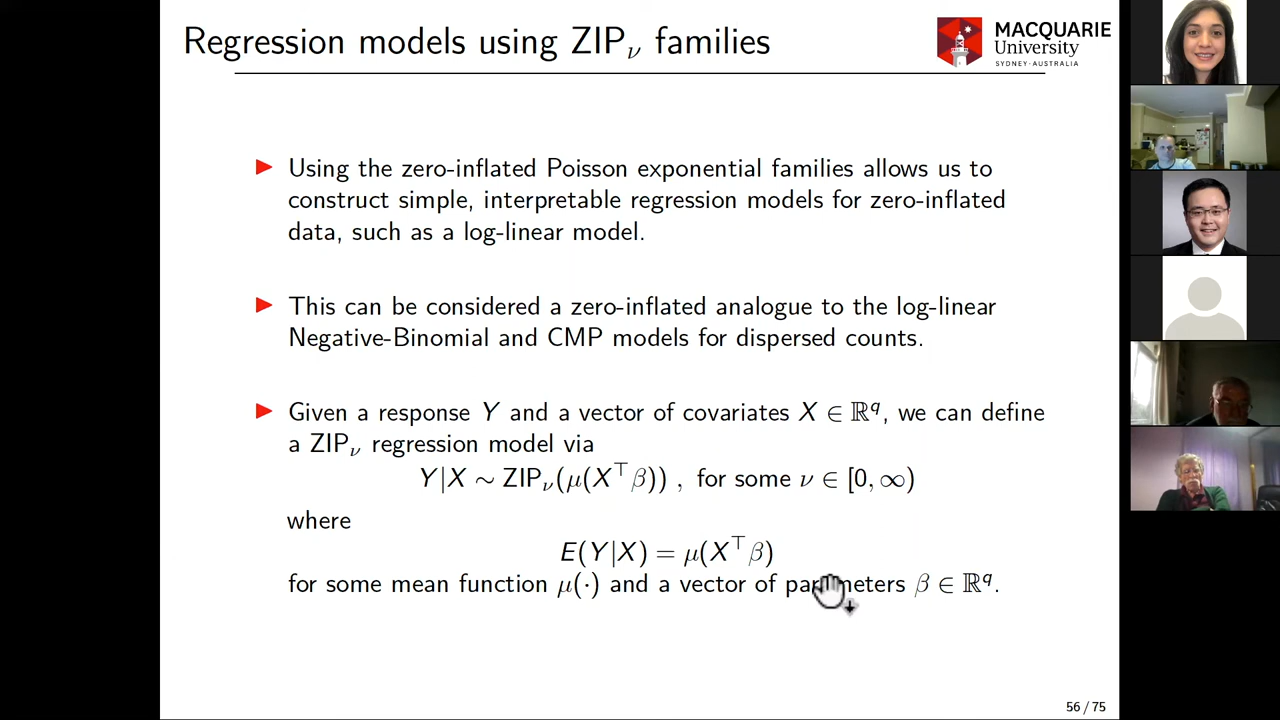 Regression models using ZIP_ν families
MACQUARIE
University
SYDNEY·AUSTRALIA
▶ Using the zero-inflated Poisson exponential families allows us to
construct simple, interpretable regression models for zero-inflated
data, such as a log-linear model.
▶ This can be considered a zero-inflated analogue to the log-linear
Negative-Binomial and CMP models for dispersed counts.
▶ Given a response Y and a vector of covariates X ∈ ℝ^q, we can define
a ZIP_ν regression model via
Y|X ∼ ZIP_ν(μ(X^⊤β)) , for some ν ∈ [0, ∞)
where
E(Y|X) = μ(X^⊤β)
for some mean function μ(·) and a vector of parameters β ∈ ℝ^q.
56 / 75